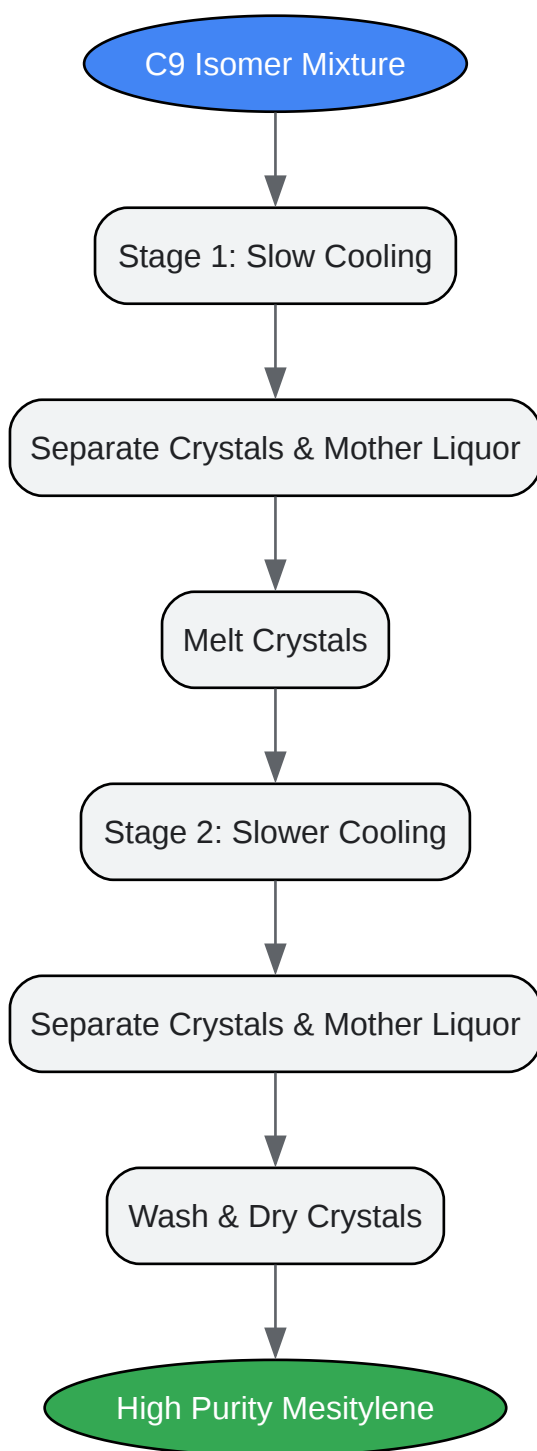 C9 Isomer Mixture
Stage 1: Slow Cooling
Separate Crystals & Mother Liquor
Melt Crystals
Stage 2: Slower Cooling
Separate Crystals & Mother Liquor
Wash & Dry Crystals
High Purity Mesitylene